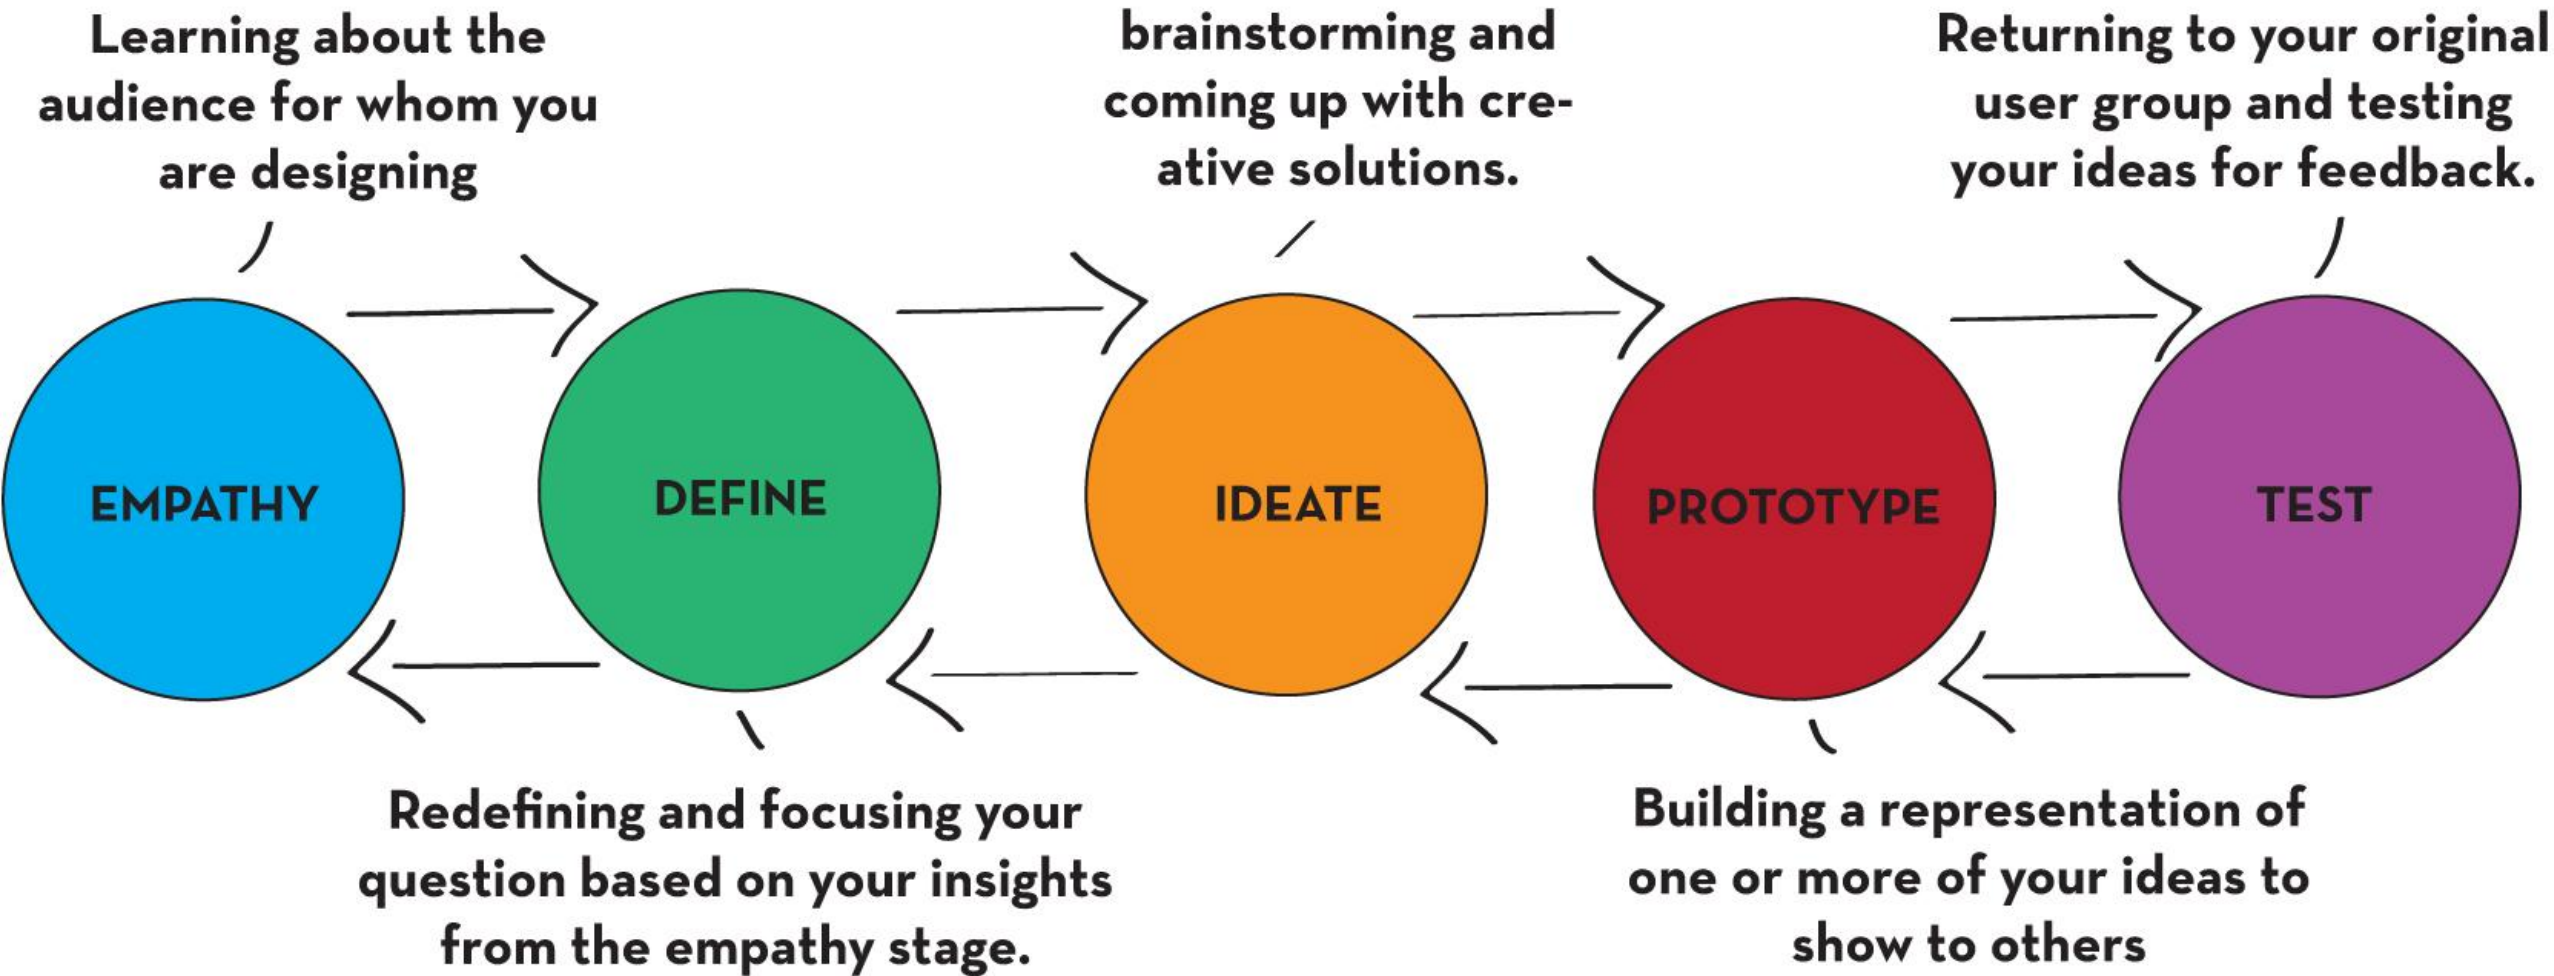 Learning about the
audience for whom you
are designing
brainstorming and
coming up with cre-
ative solutions.
Returning to your original
user group and testing
your ideas for feedback.
EMPATHY
DEFINE
IDEATE
PROTOTYPE
TEST
Redefining and focusing your
question based on your insights
from the empathy stage.
Building a representation of
one or more of your ideas to
show to others